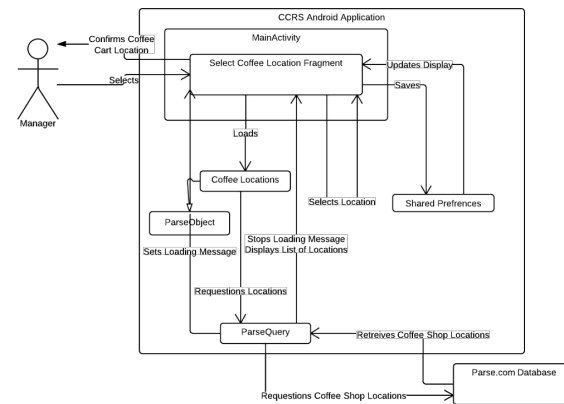 CCRS Android Application
MainActivity
Confirms Coffee
Cart Location
Select Coffee Location Fragment
Updates Display
Selects
Saves
Manager
Loads
Coffee Locations
Selects Location
Shared Prefrences
ParseObject
Stops Loading Message
Displays List of Locations
Sets Loading Message
Requestions Locations
ParseQuery
Retreives Coffee Shop Locations
Parse.com Database
Requestions Coffee Shop Locations